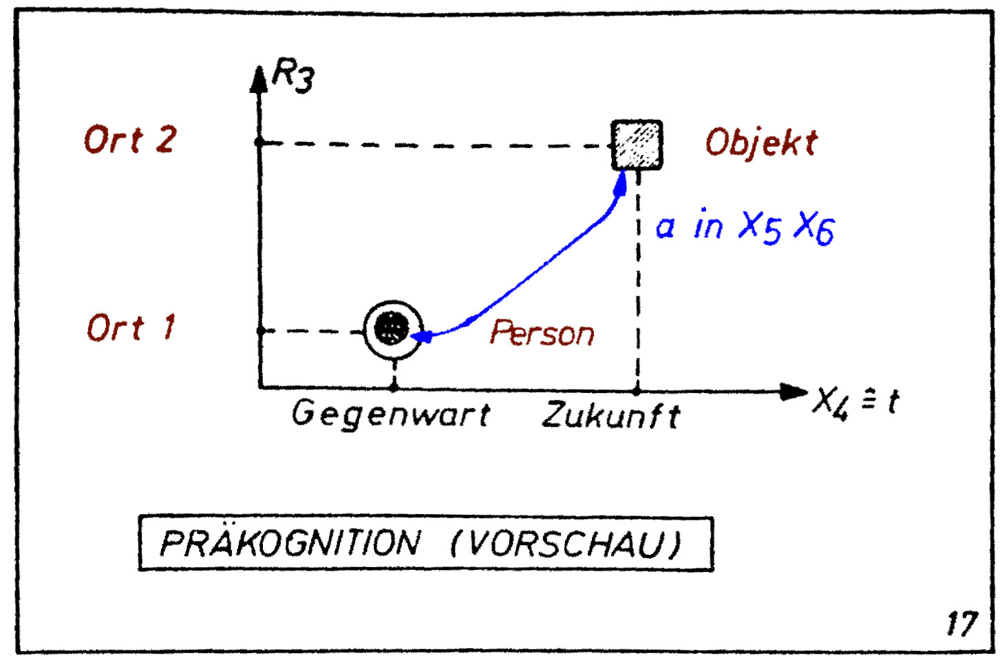 R3
Ort 2
Objekt
a in X5 X6
Ort 1
Person
Gegenwart
Zukunft
X4 ≙ t
PRÄKOGNITION (VORSCHAU)
17